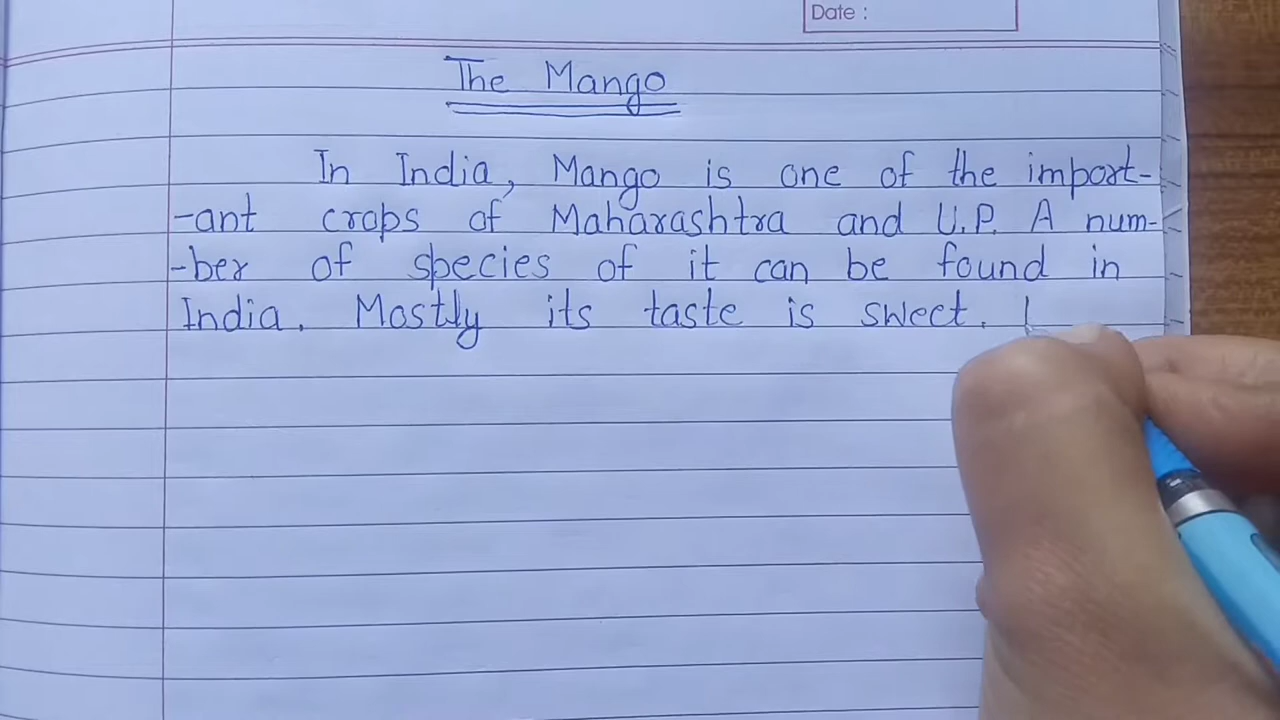 Date :
The Mango
In India, Mango is one of the import-
-ant crops of Maharashtra and U.P. A num-
-ber of species of it can be found in
India. Mostly its taste is sweet.